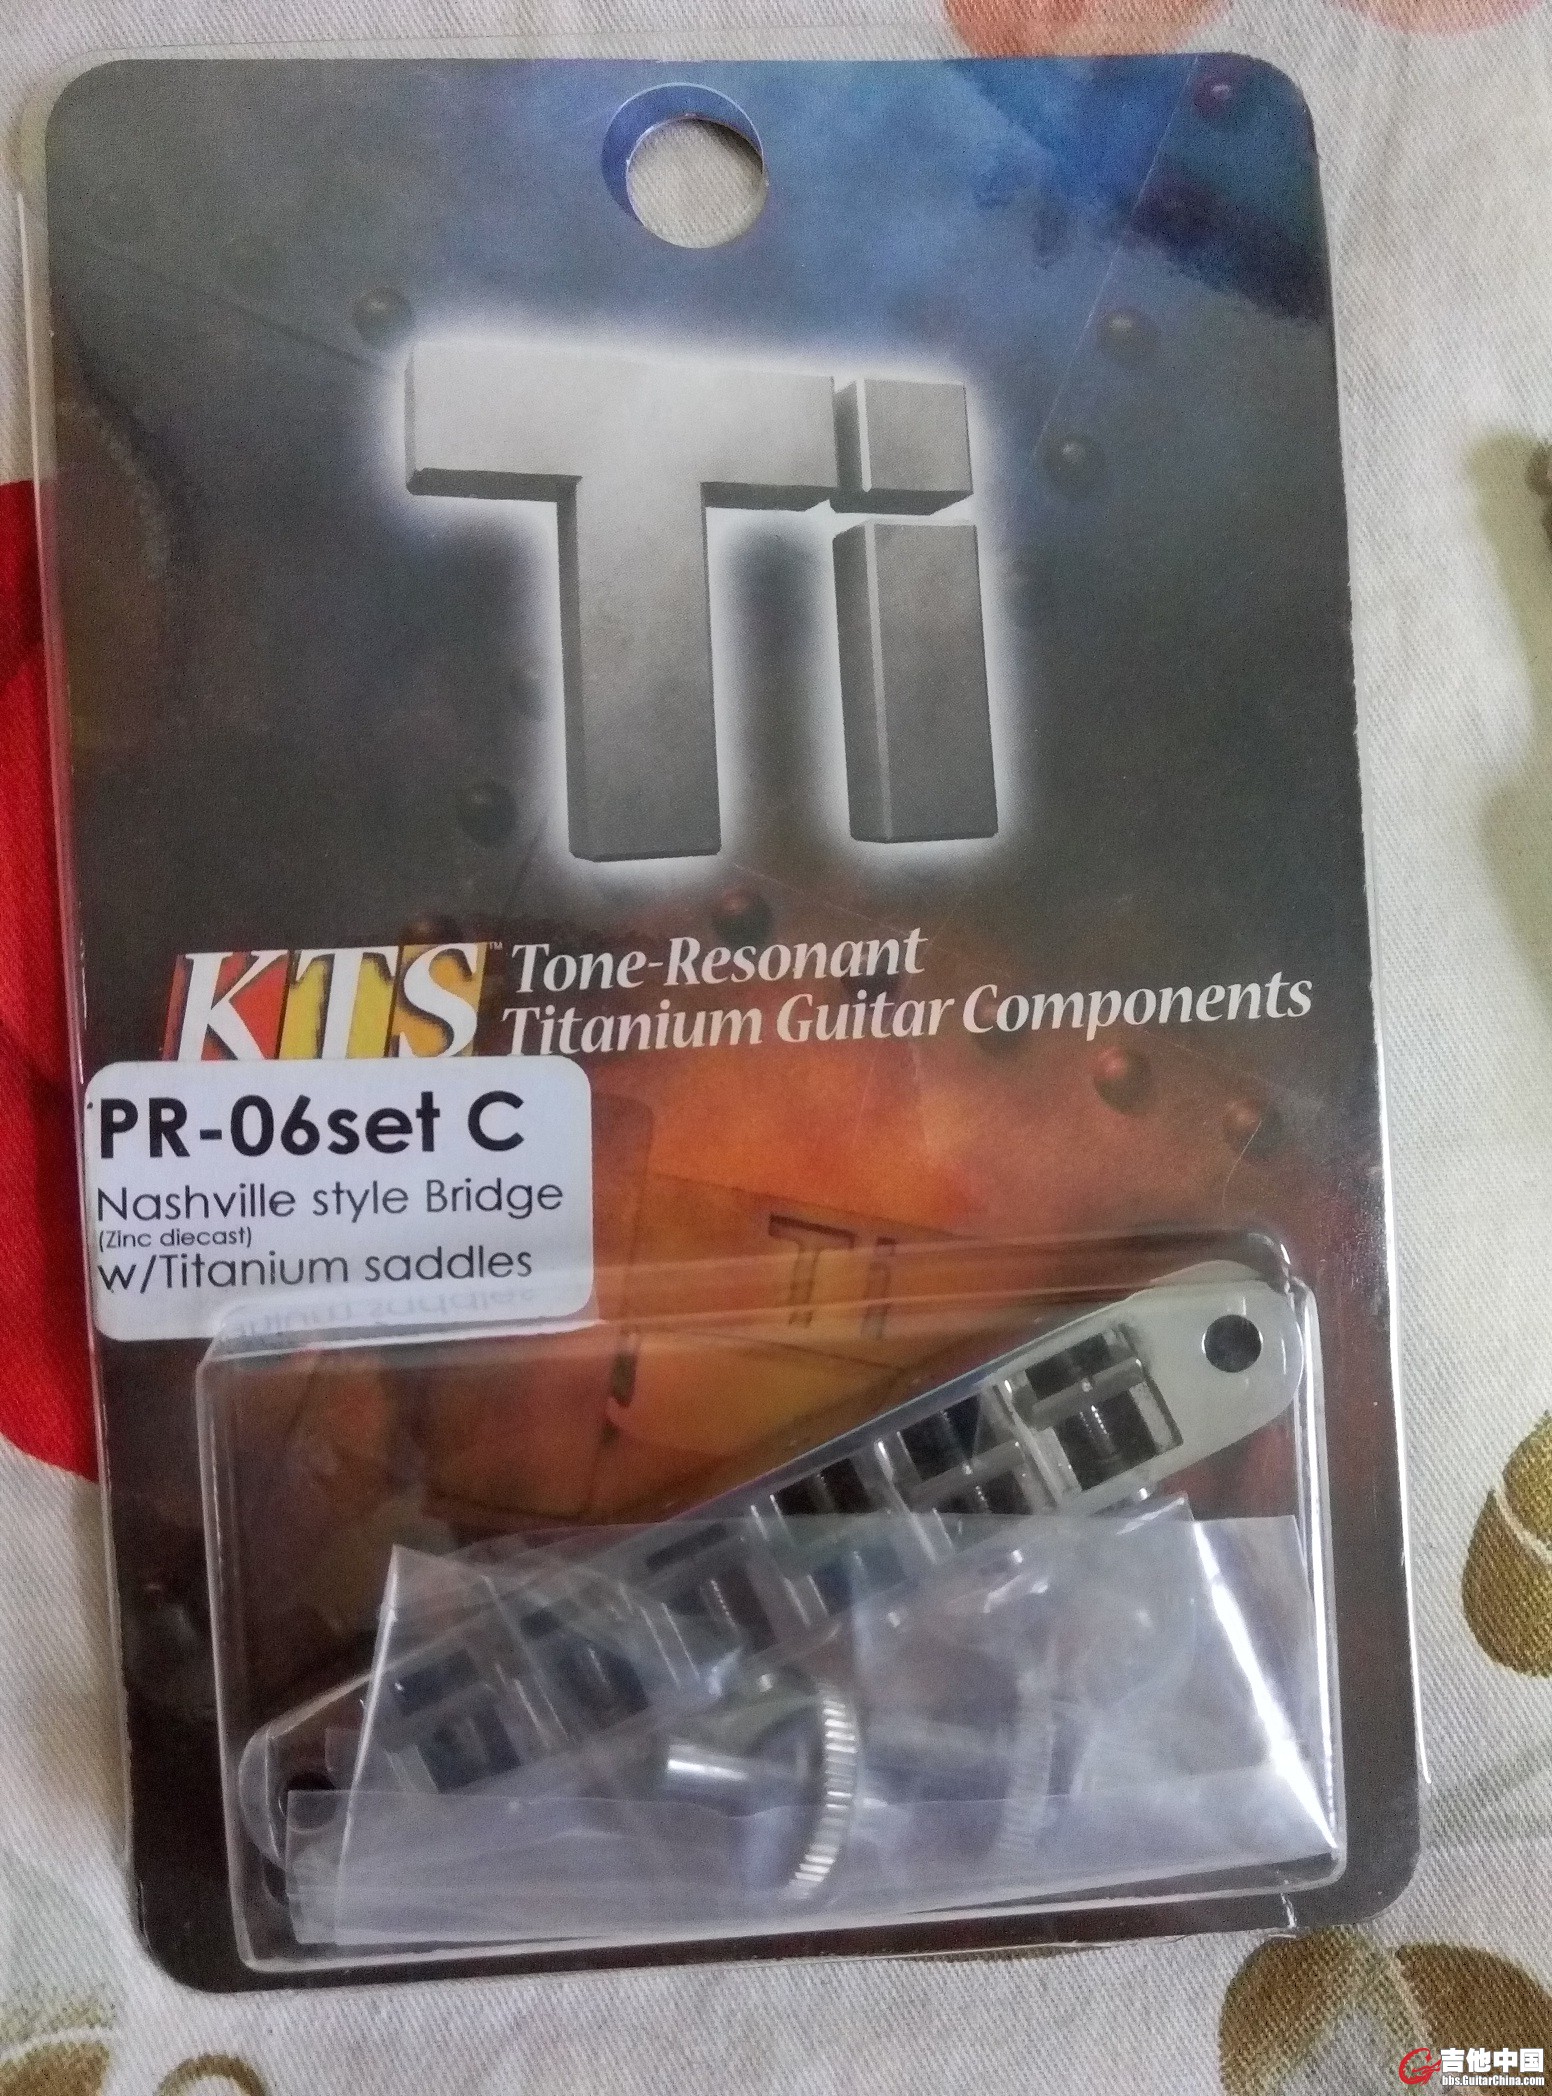 Ti
KTS™ Tone-Resonant
Titanium Guitar Components
PR-06set C
Nashville style Bridge
(Zinc diecast)
w/Titanium saddles
Ti
吉他中国
bbs.GuitarChina.com